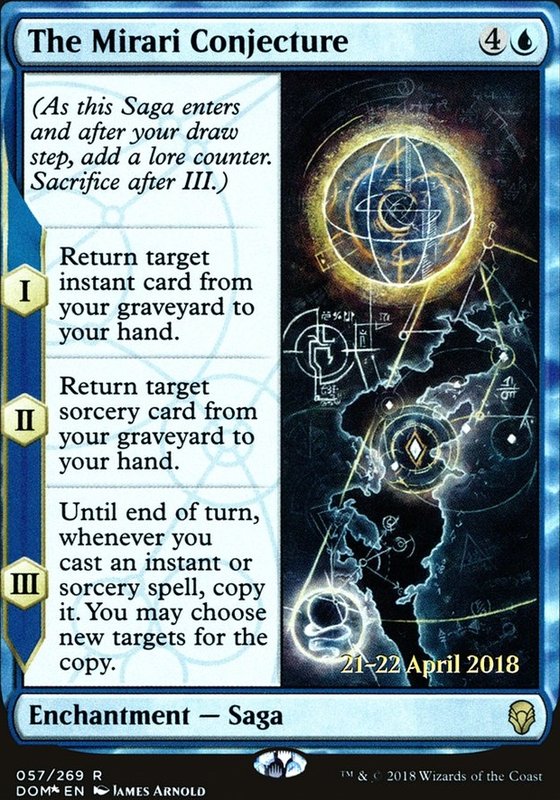 The Mirari Conjecture 4
(As this Saga enters
and after your draw
step, add a lore counter.
Sacrifice after III.)
I
Return target
instant card from
your graveyard to
your hand.
II
Return target
sorcery card from
your graveyard to
your hand.
III
Until end of turn,
whenever you
cast an instant or
sorcery spell, copy
it. You may choose
new targets for the
copy.
21–22 April 2018
Enchantment — Saga
057/269 R
DOM★EN James Arnold
™ & © 2018 Wizards of the Coast